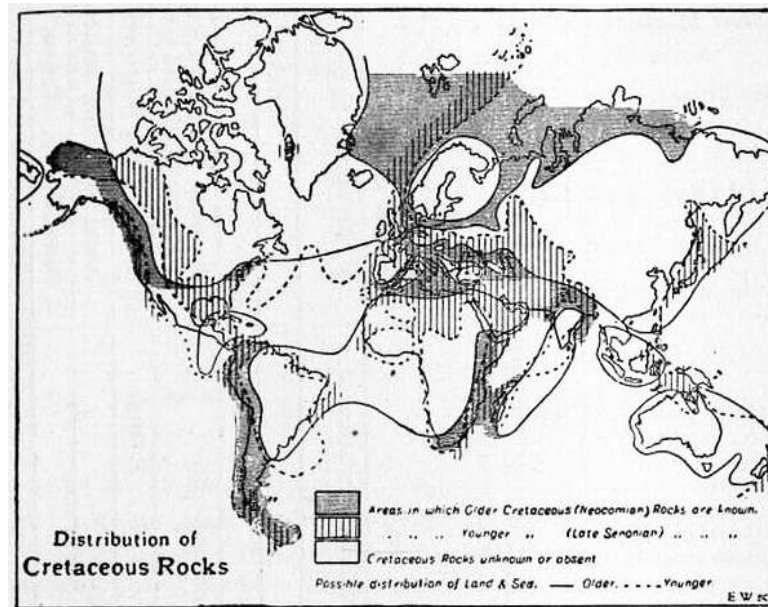 Areas in which Older Cretaceous (Neocomian) Rocks are known.
" " " Younger " (Late Senonian) " " "
Cretaceous Rocks unknown or absent
Possible distribution of Land & Sea. — Older. - - - - Younger.
Distribution of
Cretaceous Rocks
E.W.